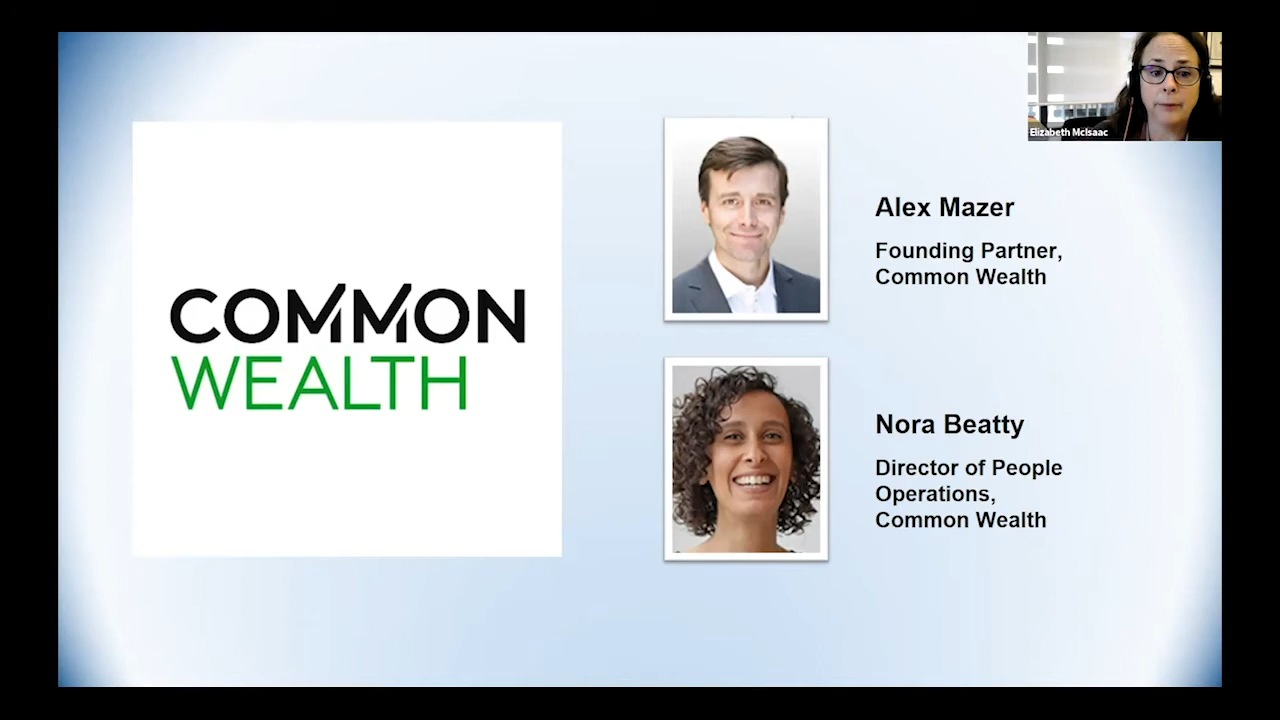 COMMON
WEALTH
Elizabeth McIsaac
Alex Mazer
Founding Partner,
Common Wealth
Nora Beatty
Director of People
Operations,
Common Wealth